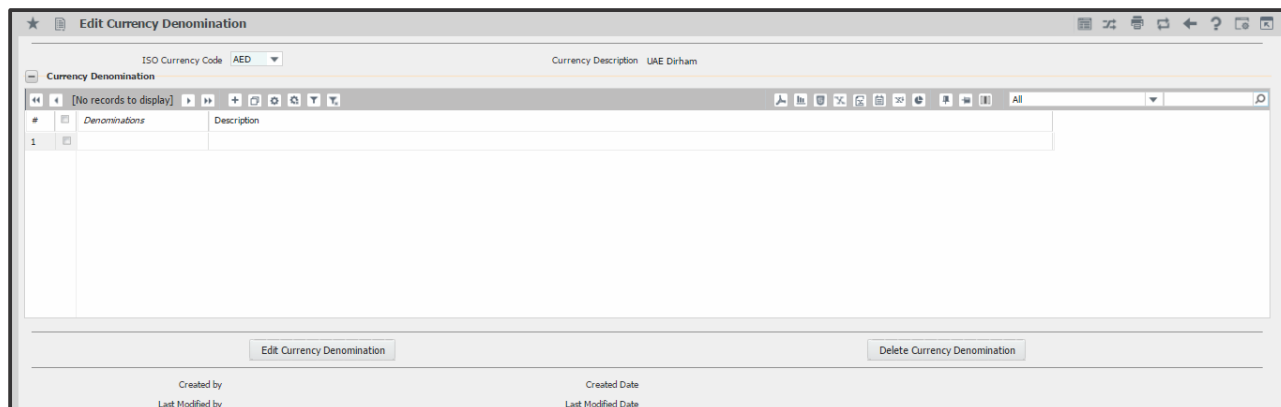 Edit Currency Denomination
ISO Currency Code AED Currency Description UAE Dirham
Currency Denomination
[No records to display] All
# Denominations Description
1
Edit Currency Denomination Delete Currency Denomination
Created by Created Date
Last Modified by Last Modified Date